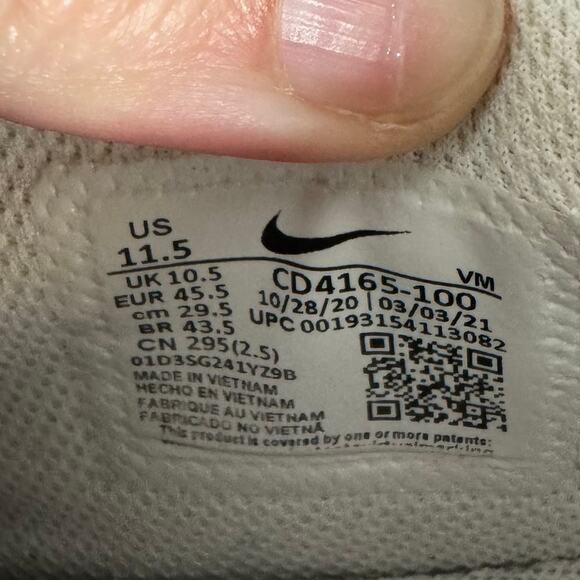 US
11.5
VM
UK 10.5
CD4165-100
EUR 45.5
10/28/20 | 03/03/21
cm 29.5
UPC 00193154113082
BR 43.5
CN 295(2.5)
01D3SG241YZ9B
MADE IN VIETNAM
HECHO EN VIETNAM
FABRIQUE AU VIETNAM
FABRICADO NO VIETNÃ
This product is covered by one or more patents: